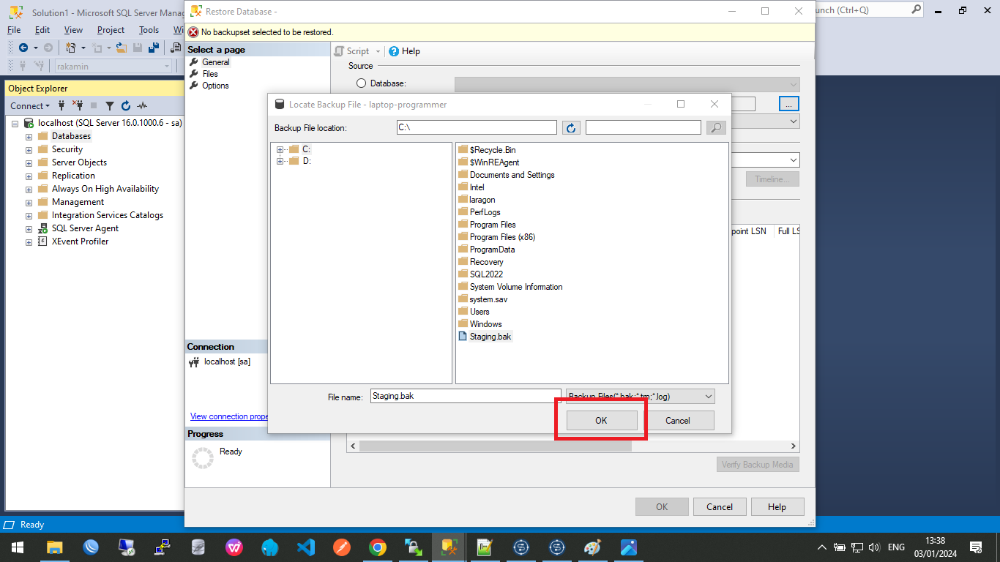 Solution1 - Microsoft SQL Server Manag
unch (Ctrl+Q)
File Edit View Project Tools Wi
rakamin
Object Explorer
Connect
localhost (SQL Server 16.0.1000.6 - sa)
Databases
Security
Server Objects
Replication
Always On High Availability
Management
Integration Services Catalogs
SQL Server Agent
XEvent Profiler
Restore Database -
No backupset selected to be restored.
Select a page
General
Files
Options
Script Help
Source
Database:
...
Timeline...
point LSN Full LS
Locate Backup File - laptop-programmer
Backup File location: C:\
C:
D:
$Recycle.Bin
$WinREAgent
Documents and Settings
Intel
laragon
PerfLogs
Program Files
Program Files (x86)
ProgramData
Recovery
SQL2022
System Volume Information
system.sav
Users
Windows
Staging.bak
File name: Staging.bak Backup Files(*.bak;*.trn;*.log)
OK Cancel
Connection
localhost [sa]
View connection prope
Progress
Ready
Verify Backup Media
OK Cancel Help
Ready
ENG
13:38
03/01/2024